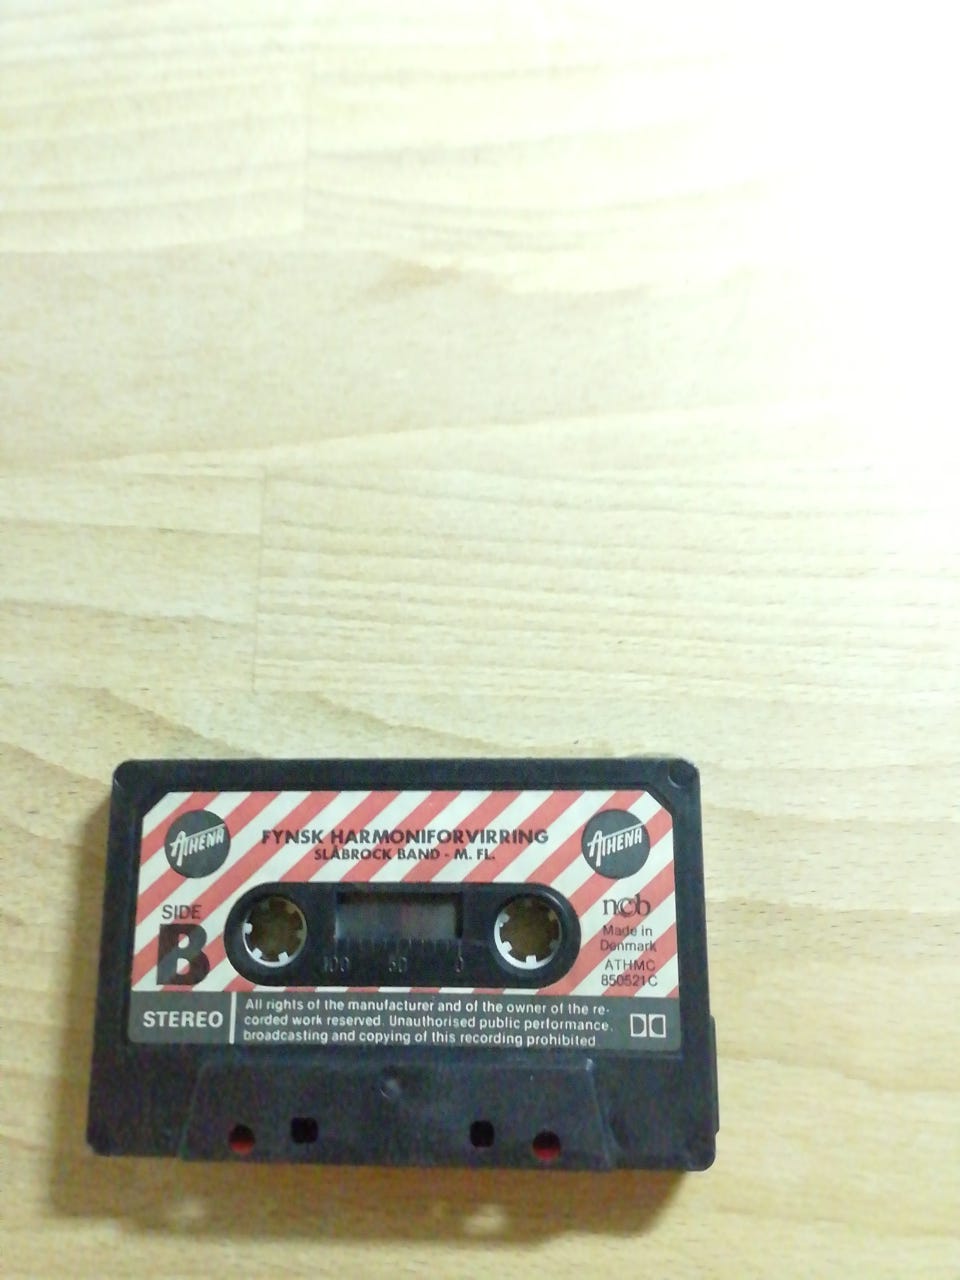 FYNSK HARMONIFORVIRRING
SLÅBROCK BAND - M. FL.
ATHENA
ATHENA
SIDE
B
100 50 0
ncb
Made in
Denmark
ATHMC
850521C
STEREO
All rights of the manufacturer and of the owner of the re-
corded work reserved. Unauthorised public performance,
broadcasting and copying of this recording prohibited